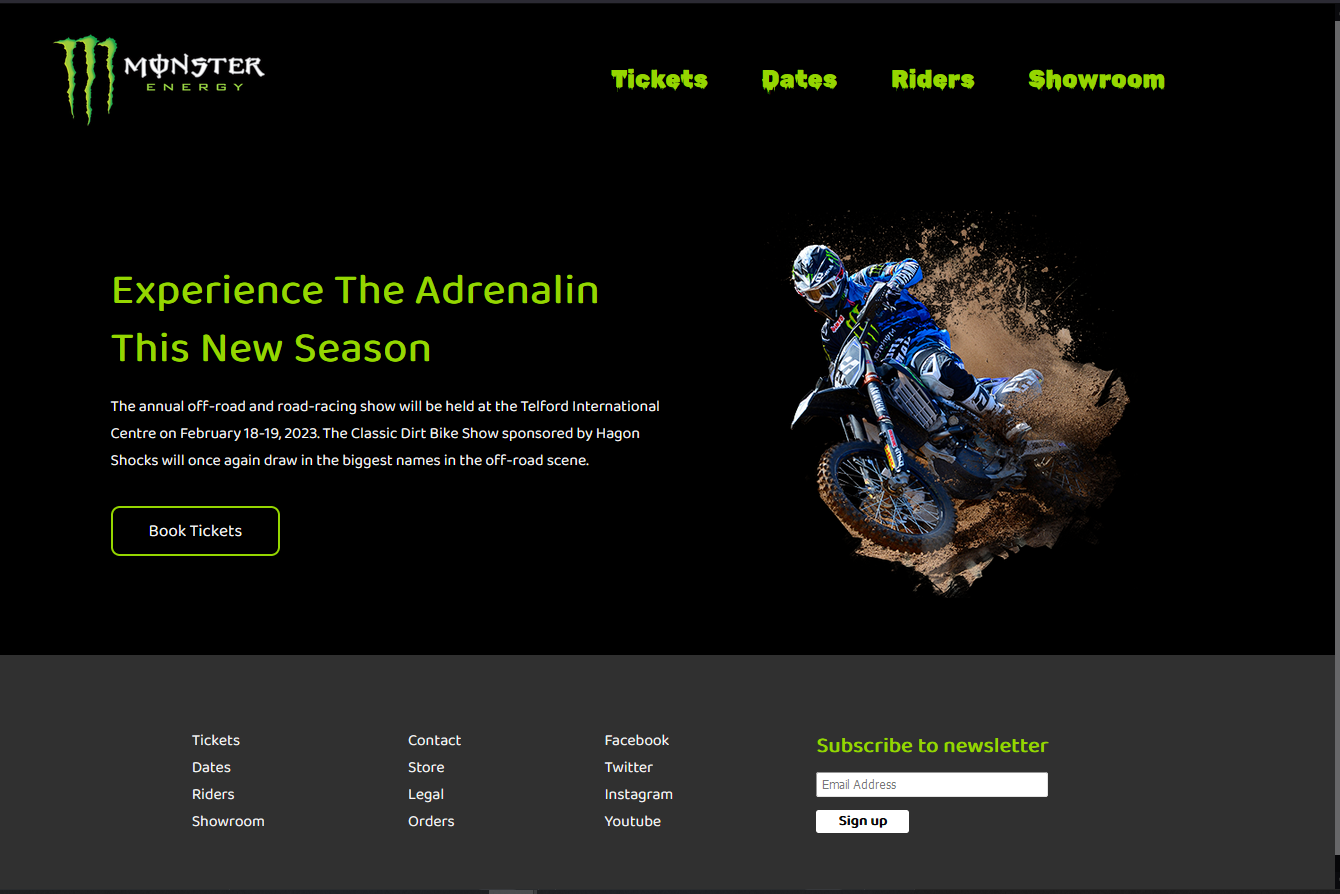 MONSTER
ENERGY
Tickets Dates Riders Showroom
Experience The Adrenalin
This New Season
The annual off-road and road-racing show will be held at the Telford International
Centre on February 18-19, 2023. The Classic Dirt Bike Show sponsored by Hagon
Shocks will once again draw in the biggest names in the off-road scene.
Book Tickets
Tickets
Dates
Riders
Showroom
Contact
Store
Legal
Orders
Facebook
Twitter
Instagram
Youtube
Subscribe to newsletter
Email Address
Sign up